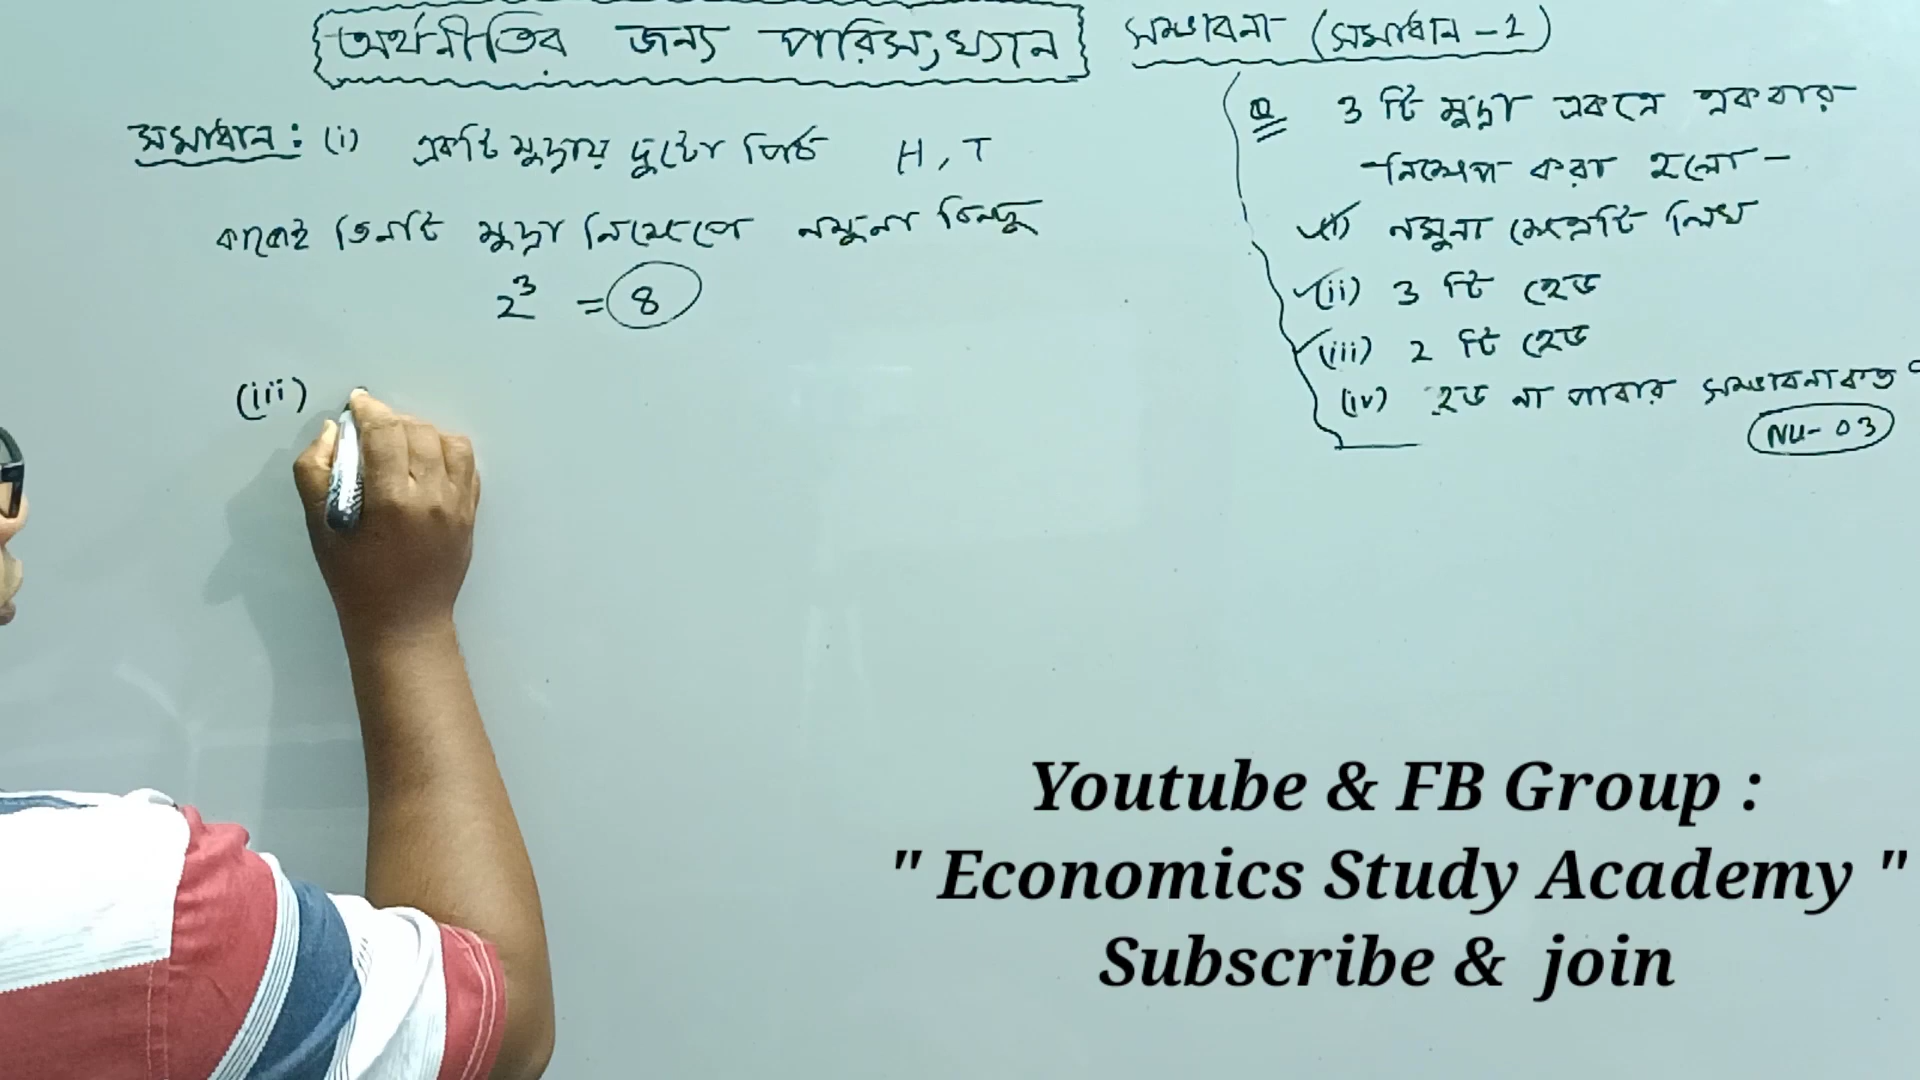 অর্থনীতির জন্য পরিসংখ্যান
সম্ভাবনা (সমাধান - 1)
সমাধান : (i) একটি মুদ্রায় দুটো পিঠ H, T
কাজেই তিনটি মুদ্রা নিক্ষেপে নমুনা বিন্দু
2³ = 8
(iii)
Q 3 টি মুদ্রা একত্রে একবার
নিক্ষেপ করা হলো -
(i) নমুনা ক্ষেত্রটি লিখ
(ii) 3 টি হেড
(iii) 2 টি হেড
(iv) হেড না পাবার সম্ভাবনা কত ?
NU- 03
Youtube & FB Group :
" Economics Study Academy "
Subscribe & join